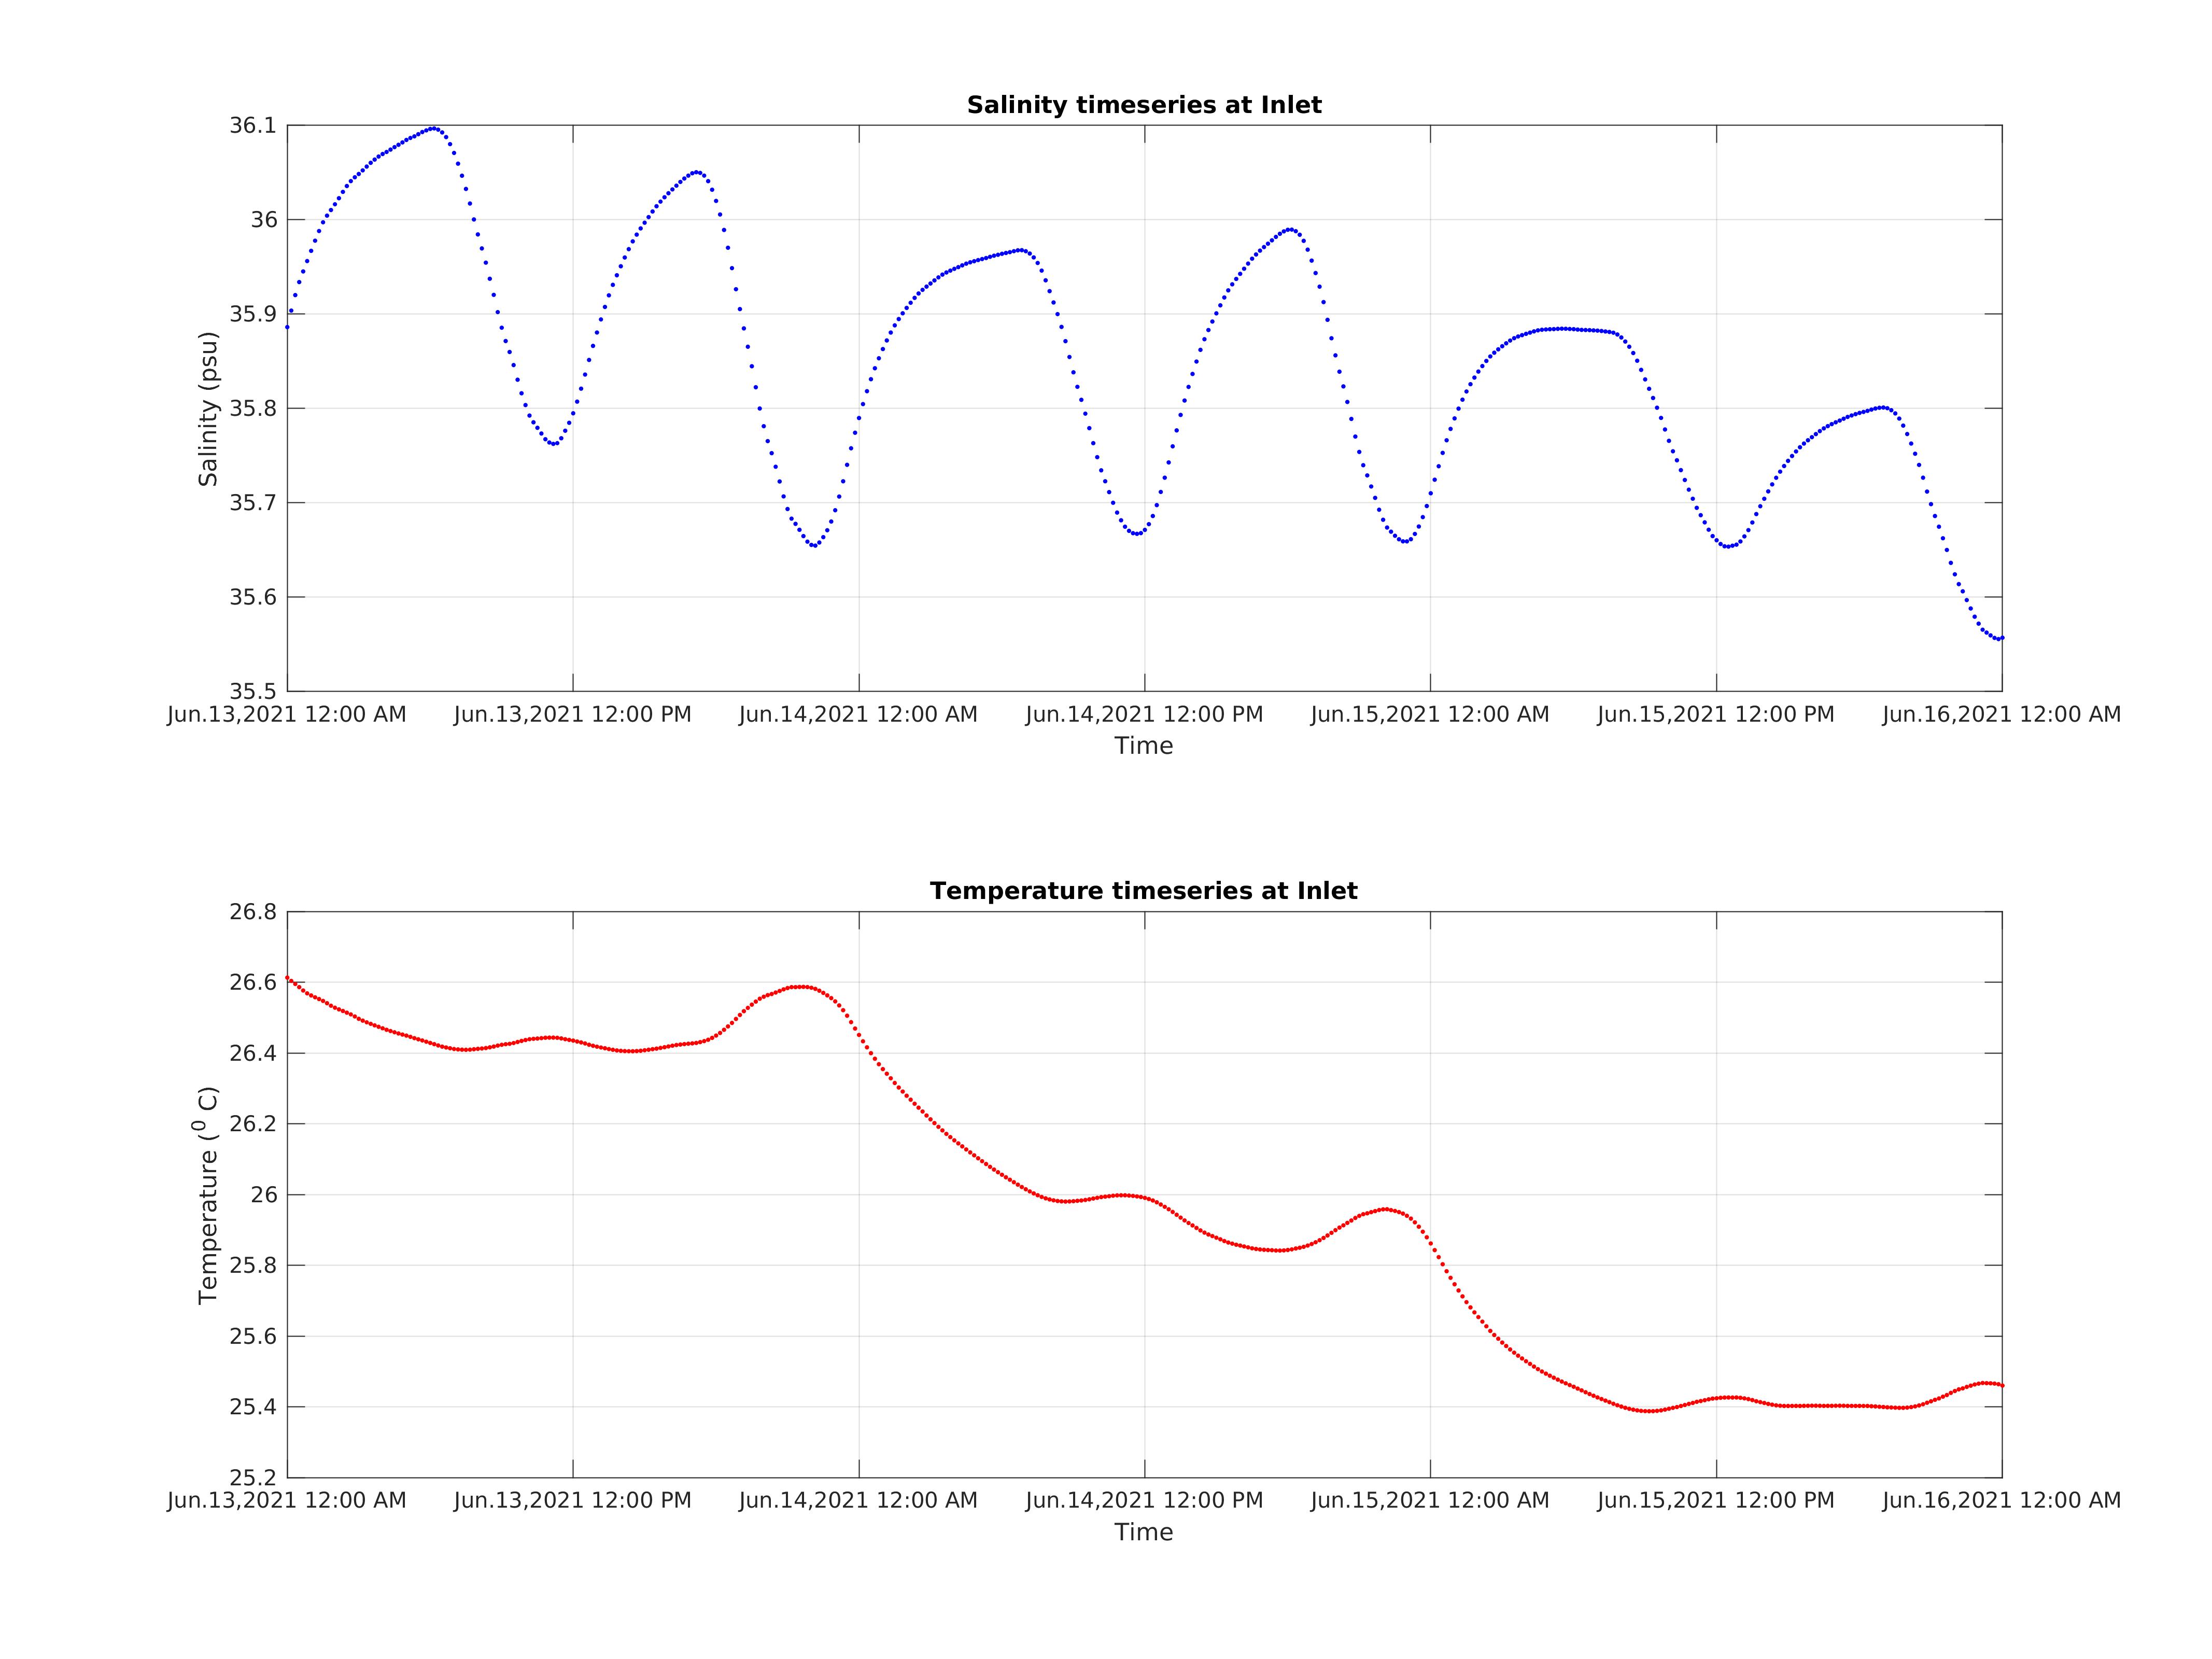 Salinity timeseries at Inlet
36.1
36
35.9
35.8
35.7
35.6
35.5
Salinity (psu)
Jun.13,2021 12:00 AM Jun.13,2021 12:00 PM Jun.14,2021 12:00 AM Jun.14,2021 12:00 PM Jun.15,2021 12:00 AM Jun.15,2021 12:00 PM Jun.16,2021 12:00 AM
Time
Temperature timeseries at Inlet
26.8
26.6
26.4
26.2
26
25.8
25.6
25.4
25.2
Temperature (⁰ C)
Jun.13,2021 12:00 AM Jun.13,2021 12:00 PM Jun.14,2021 12:00 AM Jun.14,2021 12:00 PM Jun.15,2021 12:00 AM Jun.15,2021 12:00 PM Jun.16,2021 12:00 AM
Time